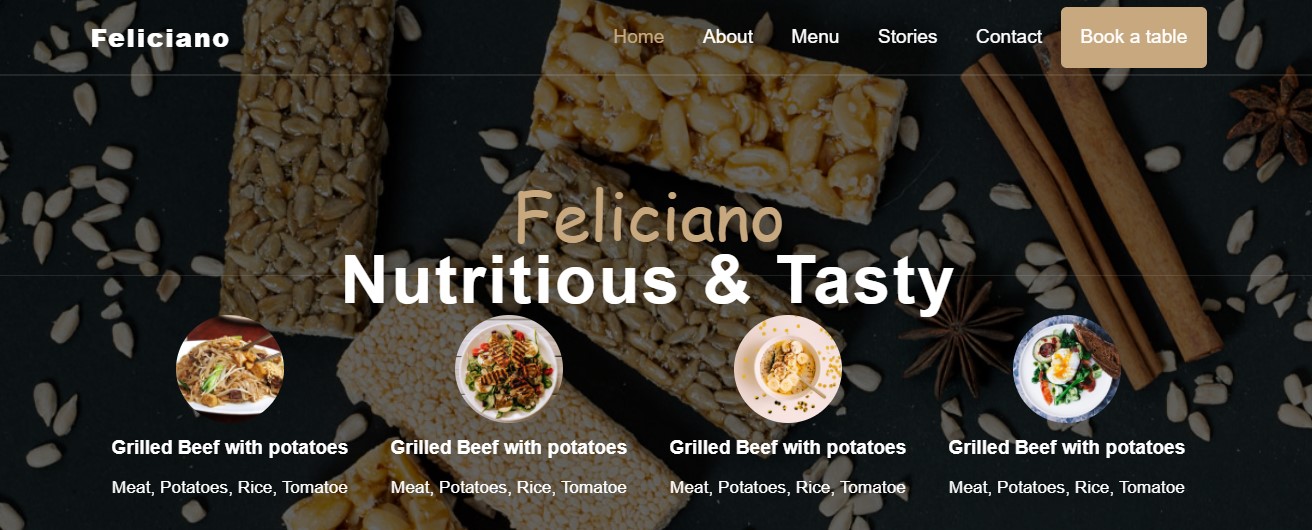 Feliciano
Home About Menu Stories Contact Book a table
Feliciano
Nutritious & Tasty
Grilled Beef with potatoes Grilled Beef with potatoes Grilled Beef with potatoes Grilled Beef with potatoes
Meat, Potatoes, Rice, Tomatoe Meat, Potatoes, Rice, Tomatoe Meat, Potatoes, Rice, Tomatoe Meat, Potatoes, Rice, Tomatoe